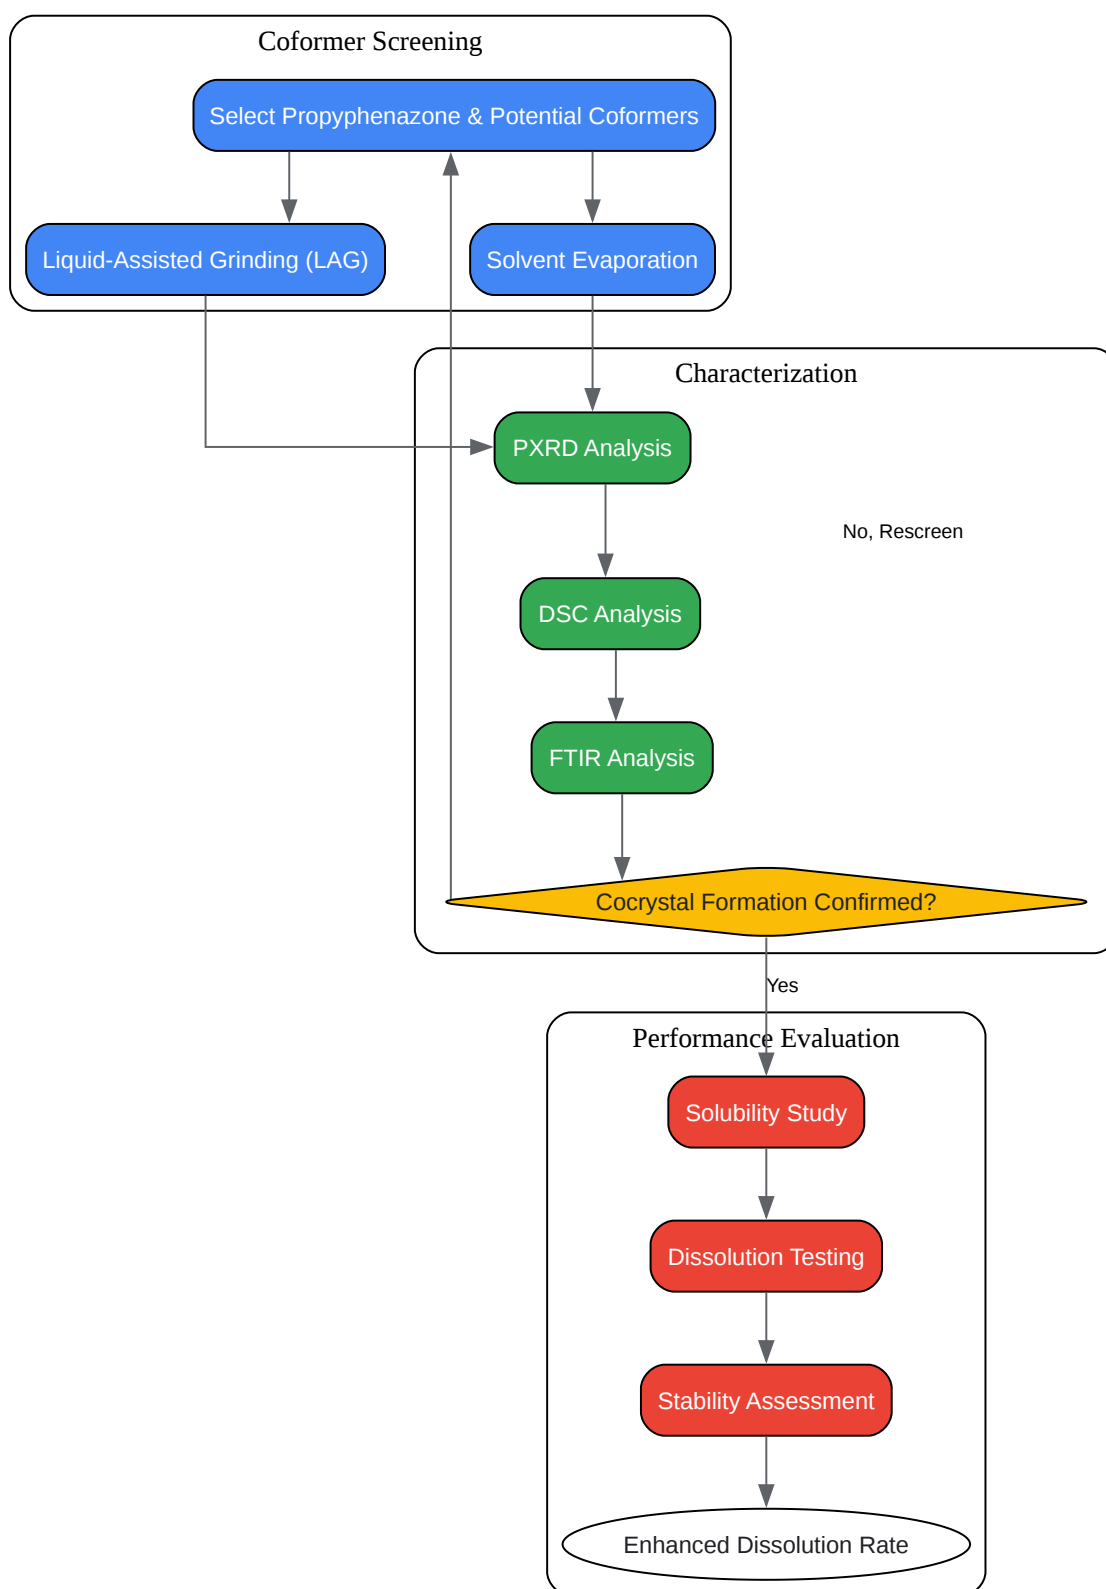 Coformer Screening
Select Propyphenazone & Potential Coformers
Liquid-Assisted Grinding (LAG)
Solvent Evaporation
Characterization
PXRD Analysis
No, Rescreen
DSC Analysis
FTIR Analysis
Cocrystal Formation Confirmed?
Yes
Performance Evaluation
Solubility Study
Dissolution Testing
Stability Assessment
Enhanced Dissolution Rate